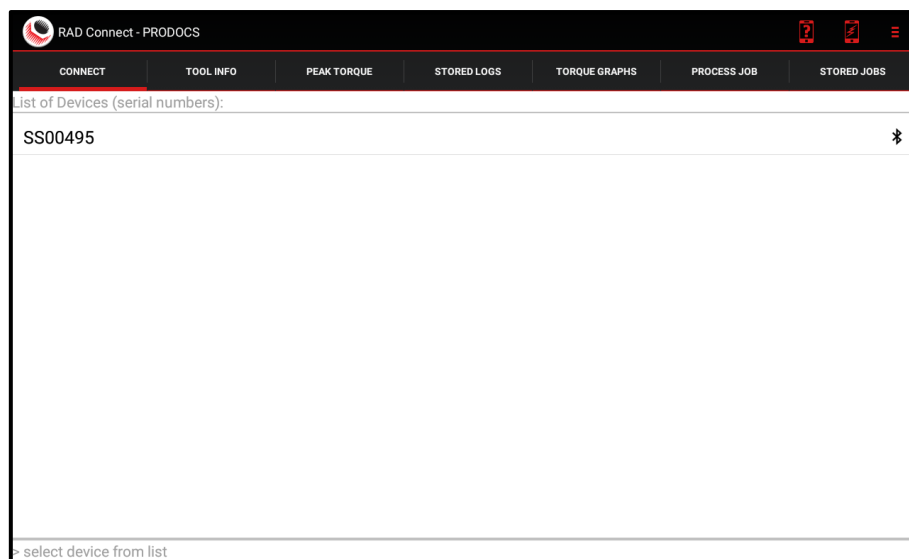 RAD Connect - PRODOCS
CONNECT TOOL INFO PEAK TORQUE STORED LOGS TORQUE GRAPHS PROCESS JOB STORED JOBS
List of Devices (serial numbers):
SS00495
> select device from list